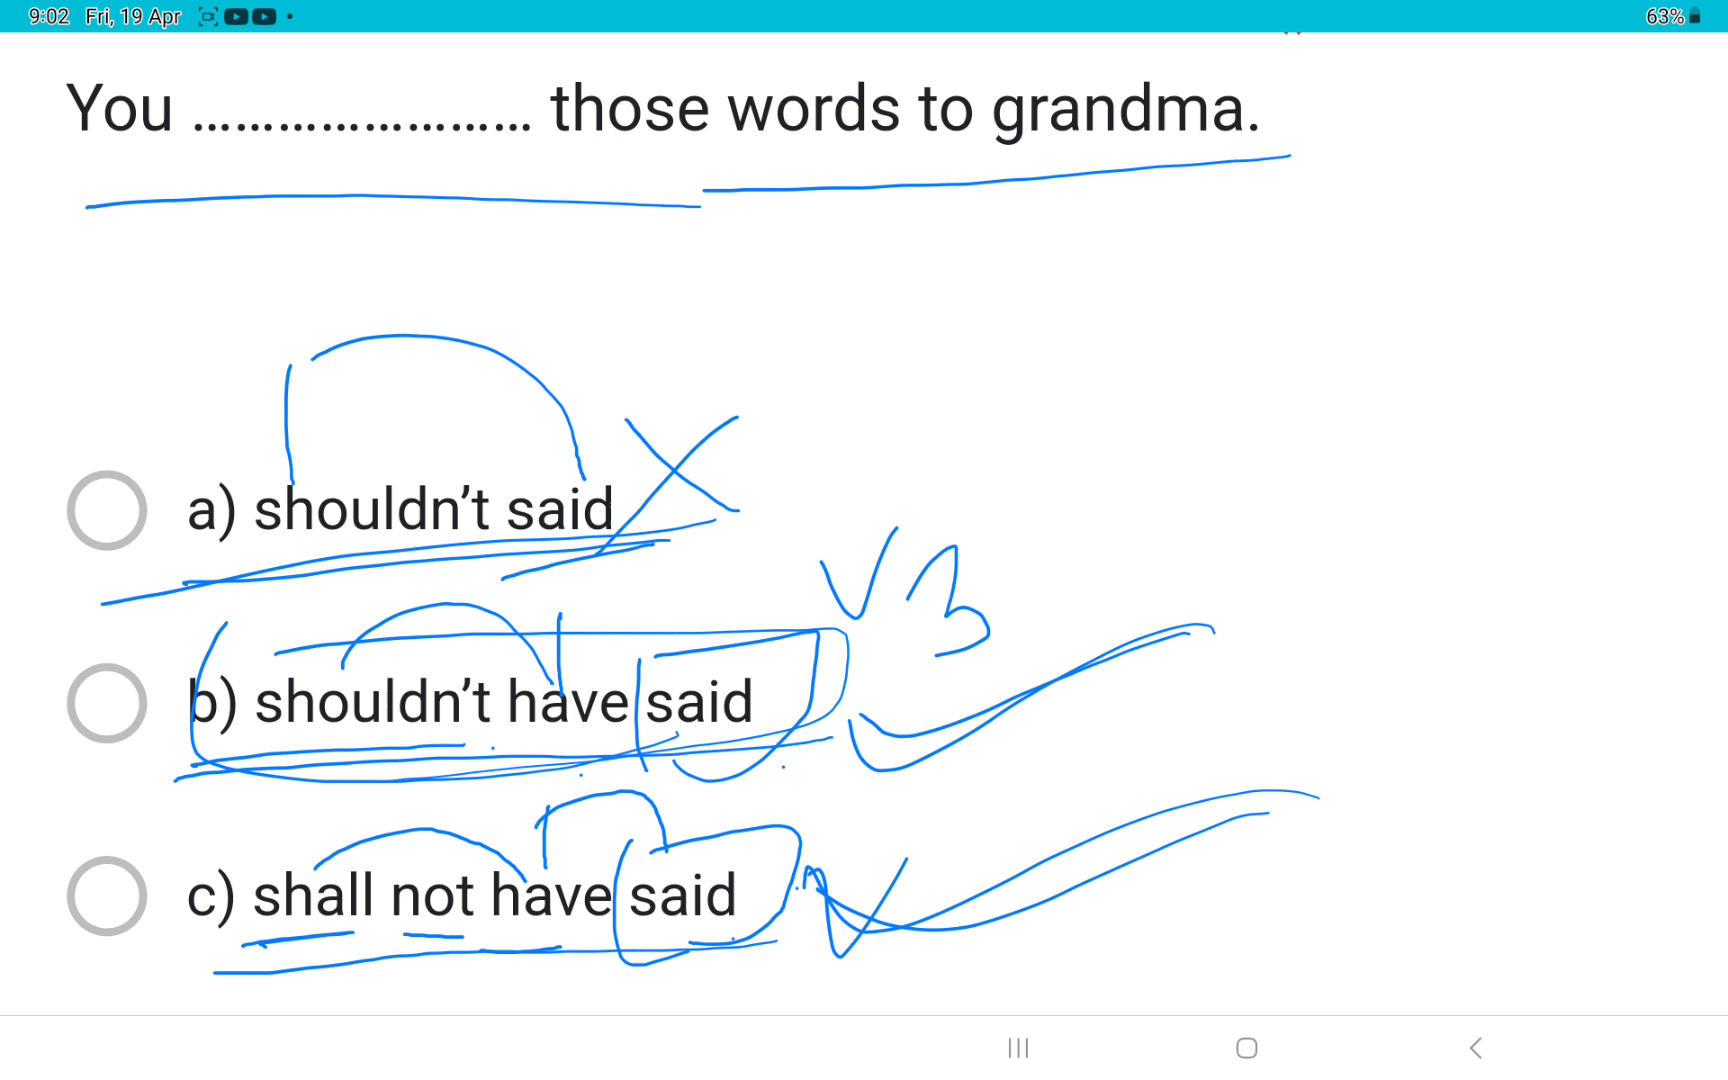 9:02 Fri, 19 Apr 63%
You ........................ those words to grandma.
a) shouldn’t said
V3
b) shouldn’t have said
c) shall not have said